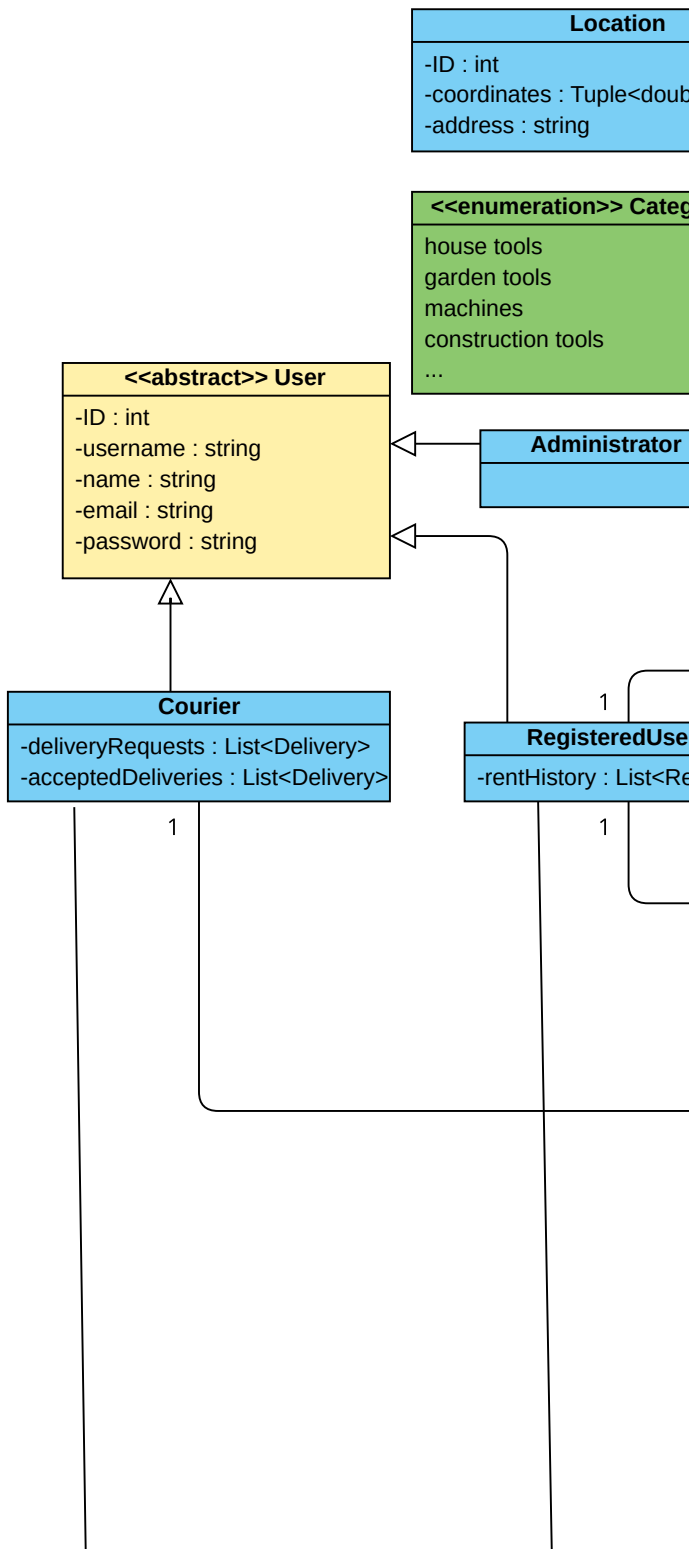 Location
-ID : int
-coordinates : Tuple<doub
-address : string
<<enumeration>> Categ
house tools
garden tools
machines
construction tools
...
<<abstract>> User
-ID : int
-username : string
-name : string
-email : string
-password : string
Administrator
Courier
-deliveryRequests : List<Delivery>
-acceptedDeliveries : List<Delivery>
1
RegisteredUse
-rentHistory : List<Re
1
1